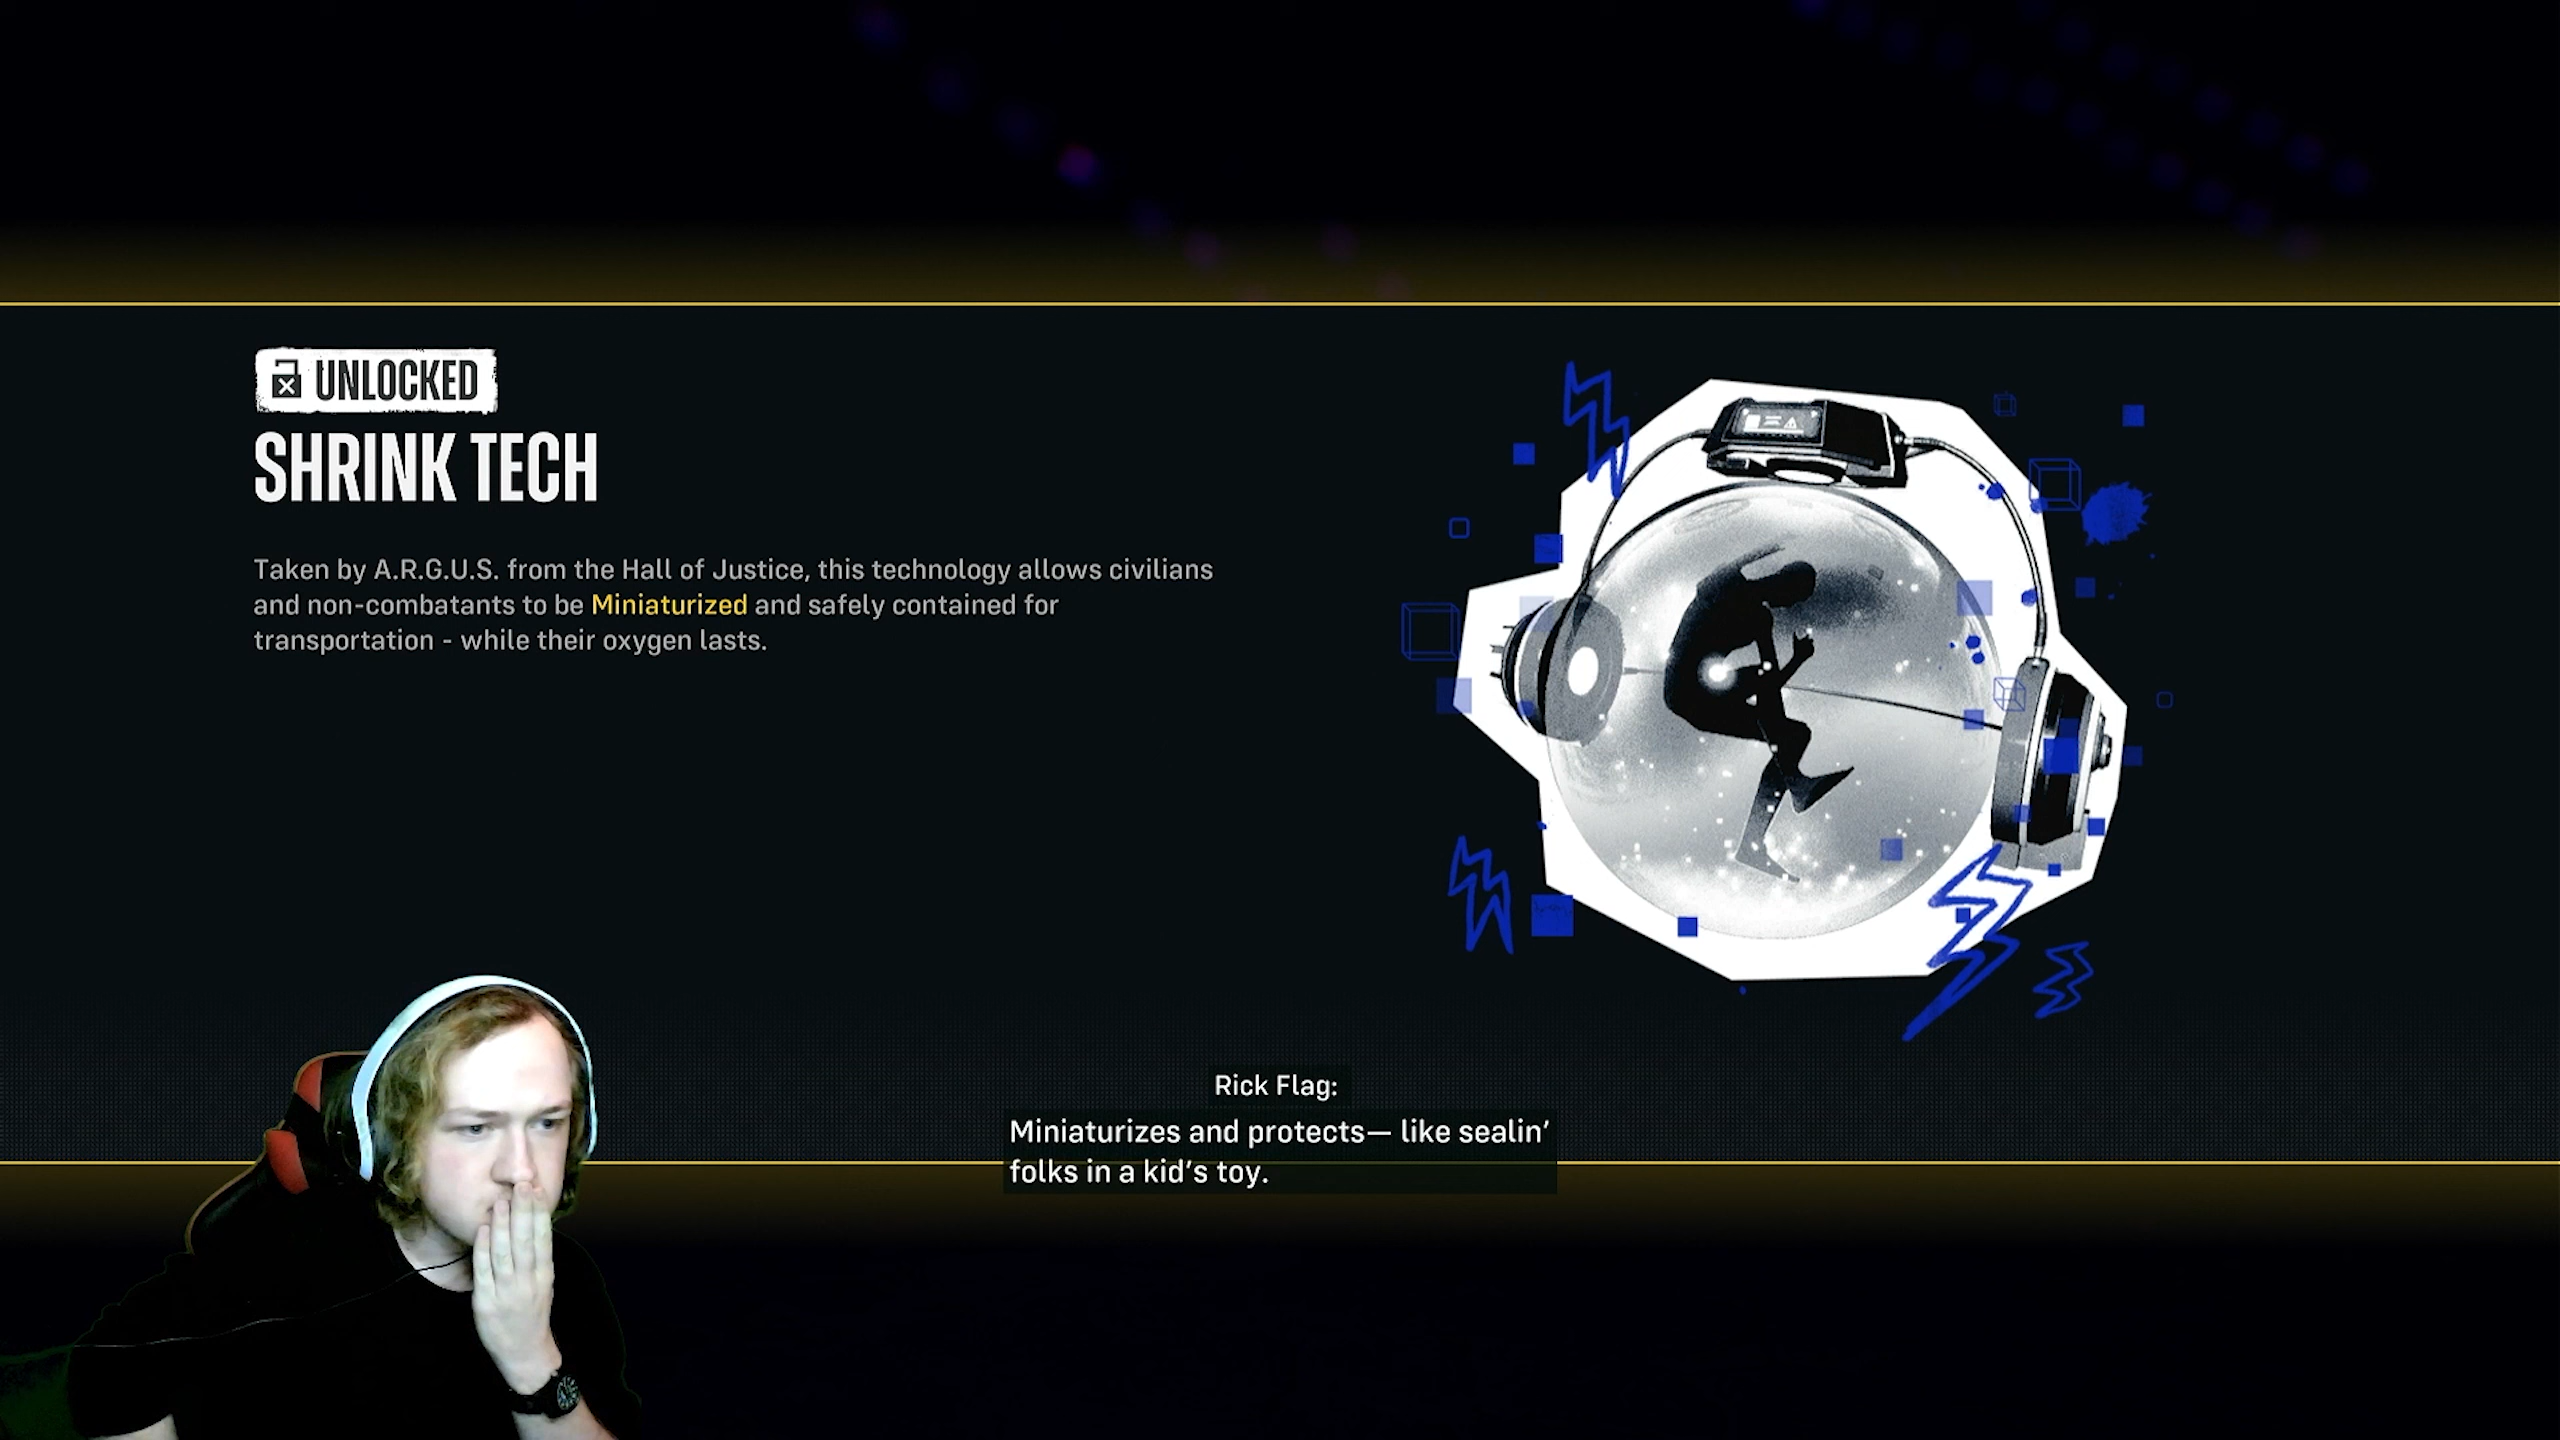 UNLOCKED
SHRINK TECH
Taken by A.R.G.U.S. from the Hall of Justice, this technology allows civilians
and non-combatants to be Miniaturized and safely contained for
transportation - while their oxygen lasts.
Rick Flag:
Miniaturizes and protects— like sealin’
folks in a kid’s toy.